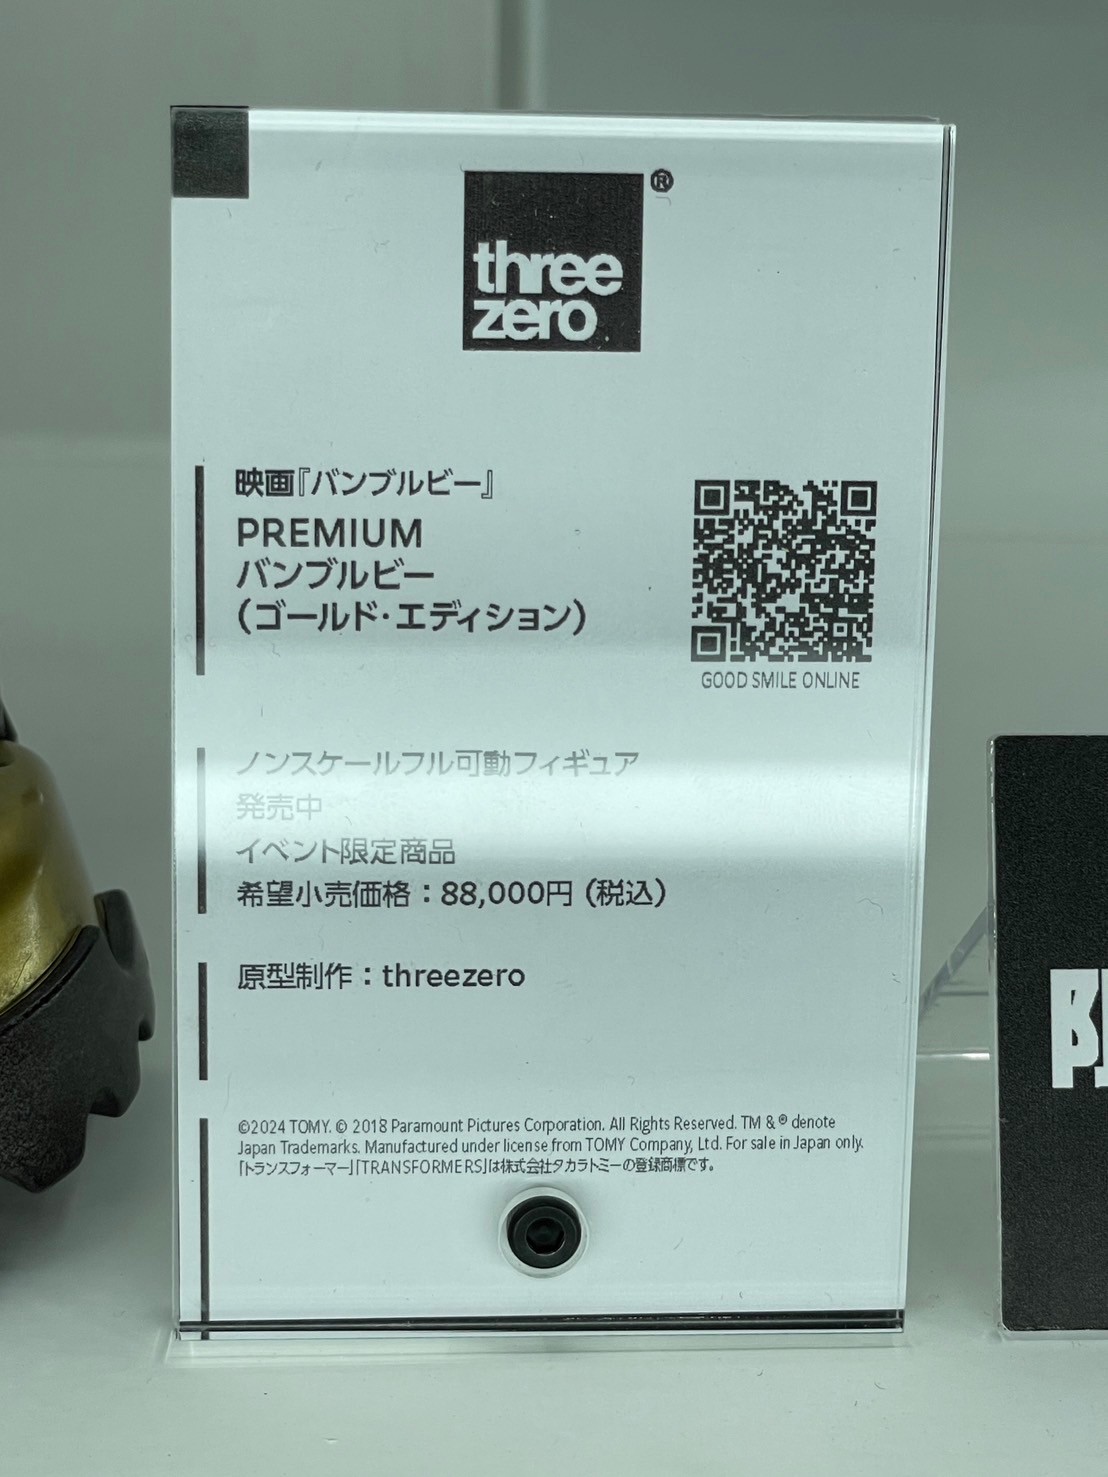 three
zero
®
映画『バンブルビー』
PREMIUM
バンブルビー
（ゴールド・エディション）
GOOD SMILE ONLINE
ノンスケールフル可動フィギュア
発売中
イベント限定商品
希望小売価格：88,000円（税込）
原型制作：threezero
©2024 TOMY. © 2018 Paramount Pictures Corporation. All Rights Reserved. TM & ® denote
Japan Trademarks. Manufactured under license from TOMY Company, Ltd. For sale in Japan only.
「トランスフォーマー」「TRANSFORMERS」は株式会社タカラトミーの登録商標です。